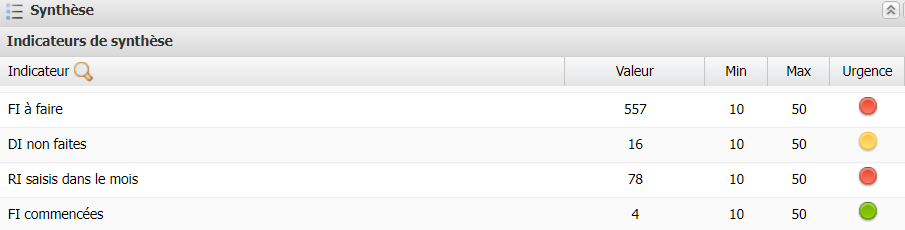 Synthèse
Indicateurs de synthèse
Indicateur Valeur Min Max Urgence
FI à faire 557 10 50
DI non faites 16 10 50
RI saisis dans le mois 78 10 50
FI commencées 4 10 50